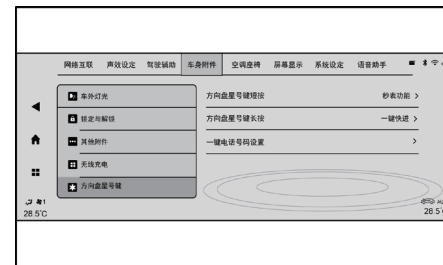 网络互联 声效设定 驾驶辅助 车身附件 空调座椅 屏幕显示 系统设定 语音助手
车外灯光
锁定与解锁
其他附件
无线充电
方向盘星号键
方向盘星号键短按 秒表功能 >
方向盘星号键长按 一键快进 >
一键电话号码设置 >
1
28.5°C
28.5°